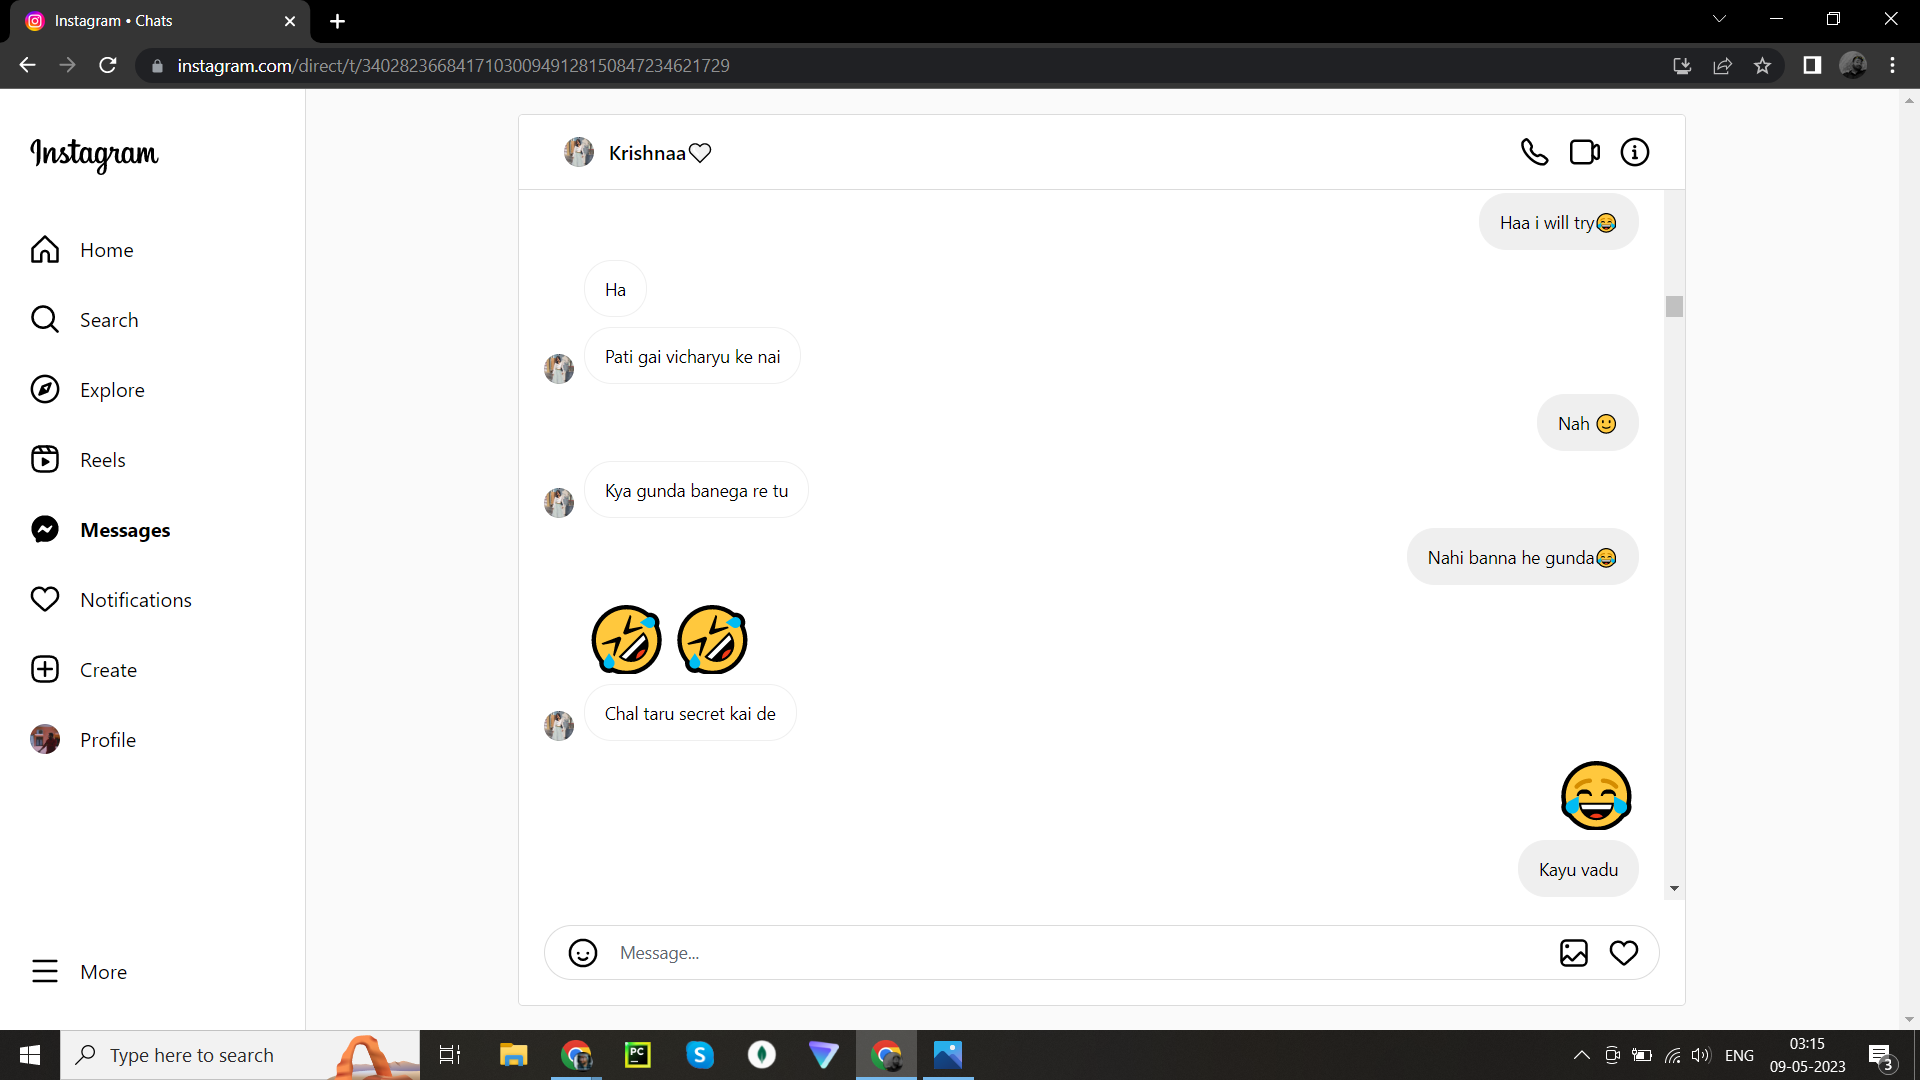 Instagram • Chats
instagram.com/direct/t/340282366841710300949128150847234621729
Instagram
Home
Search
Explore
Reels
Messages
Notifications
Create
Profile
More
Krishnaa♡
Haa i will try😂
Ha
Pati gai vicharyu ke nai
Nah 🙂
Kya gunda banega re tu
Nahi banna he gunda😂
🤣🤣
Chal taru secret kai de
😂
Kayu vadu
Message...
Type here to search
PC
S
ENG
03:15
09-05-2023
3